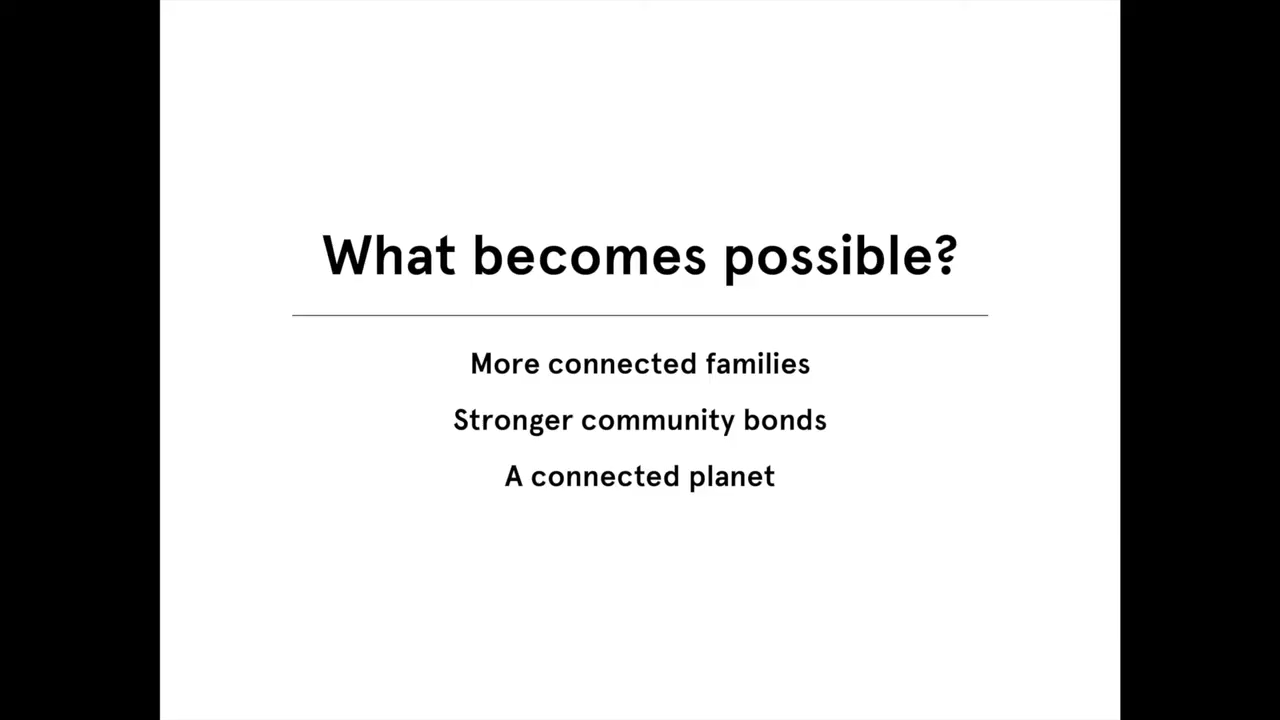 What becomes possible?
More connected families
Stronger community bonds
A connected planet